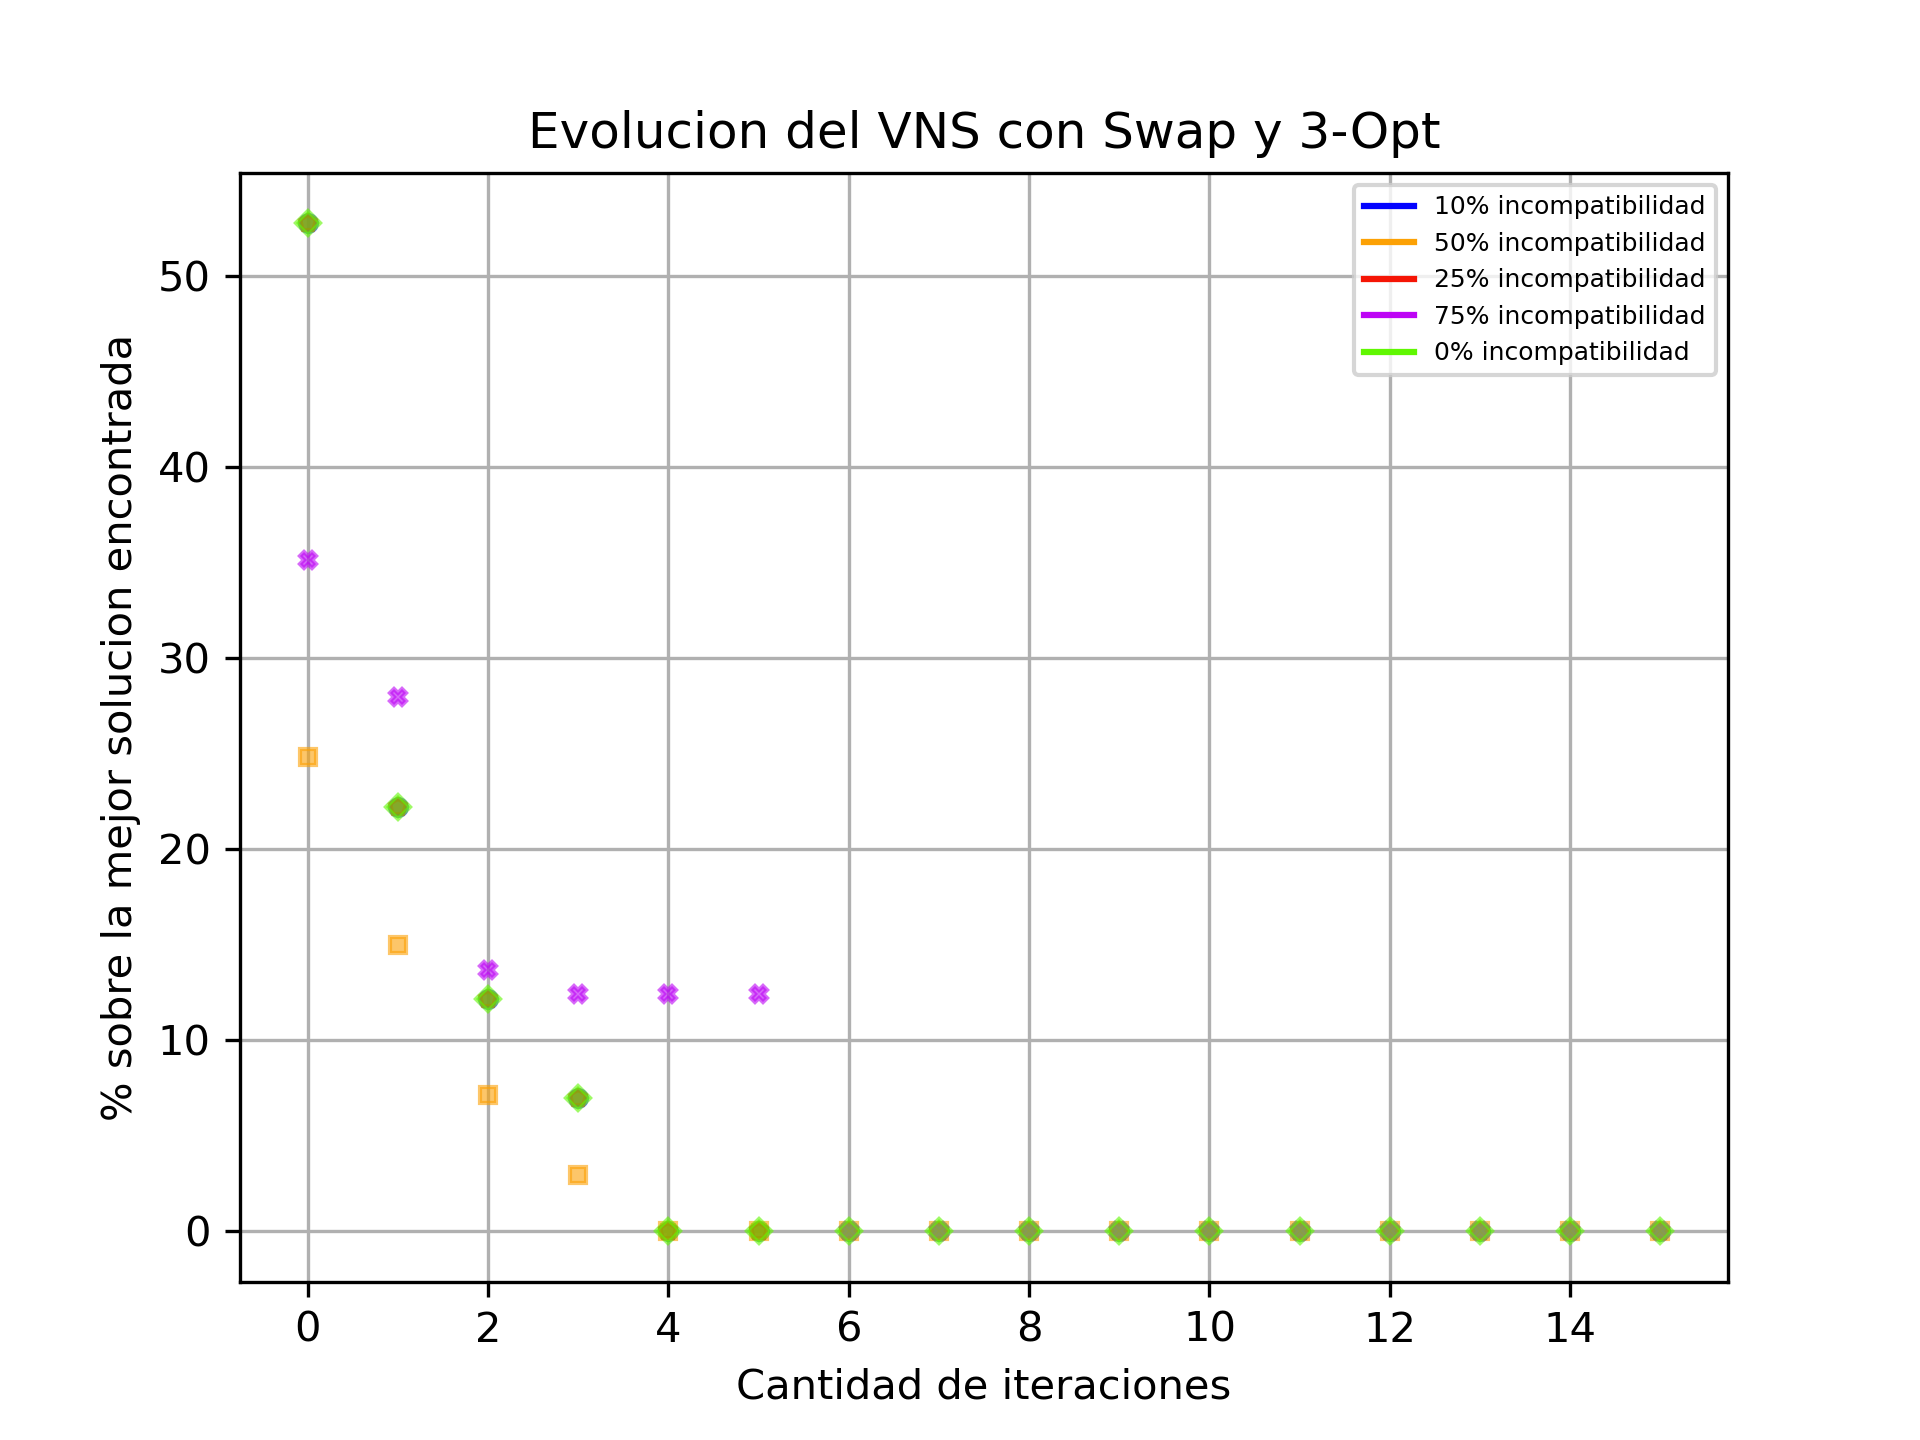 Evolucion del VNS con Swap y 3-Opt
10% incompatibilidad
50% incompatibilidad
25% incompatibilidad
75% incompatibilidad
0% incompatibilidad
% sobre la mejor solucion encontrada
50
40
30
20
10
0
0 2 4 6 8 10 12 14
Cantidad de iteraciones